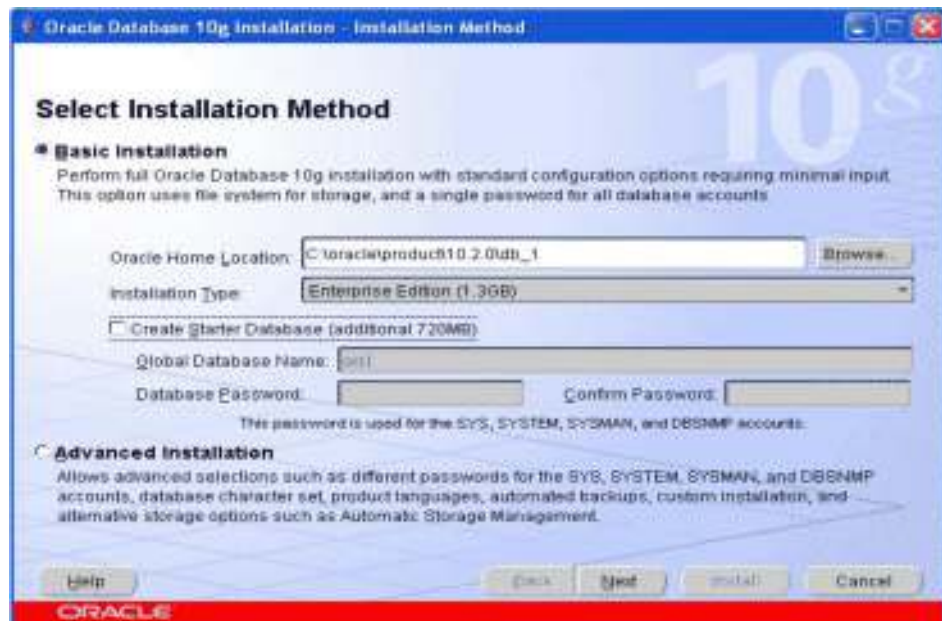 Oracle Database 10g Installation - Installation Method
10g
Select Installation Method
Basic Installation
Perform full Oracle Database 10g installation with standard configuration options requiring minimal input.
This option uses file system for storage, and a single password for all database accounts
Oracle Home Location: C:\oracle\product\10.2.0\db_1 Browse...
Installation Type: Enterprise Edition (1.3GB)
Create Starter Database (additional 720MB)
Global Database Name: orcl
Database Password: Confirm Password:
This password is used for the SYS, SYSTEM, SYSMAN, and DBSNMP accounts.
Advanced Installation
Allows advanced selections such as different passwords for the SYS, SYSTEM, SYSMAN, and DBSNMP
accounts, database character set, product languages, automated backups, custom installation, and
alternative storage options such as Automatic Storage Management.
Help Back Next Install Cancel
ORACLE